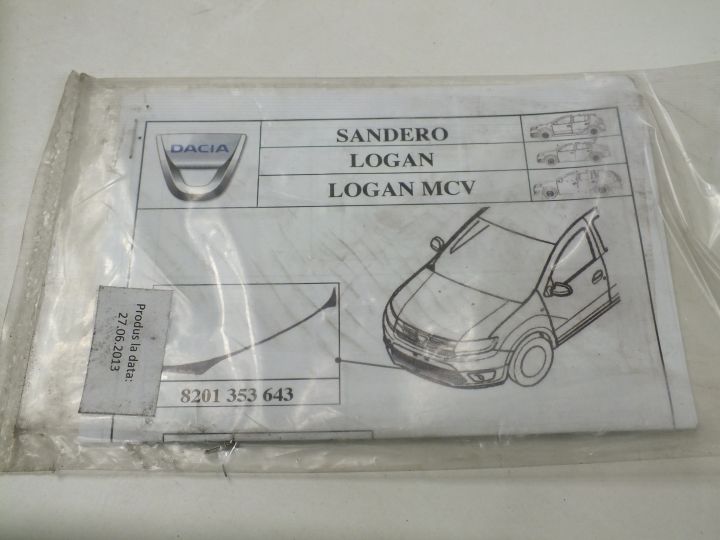 DACIA
SANDERO
LOGAN
LOGAN MCV
Produs la data:
27.06.2013
8201 353 643